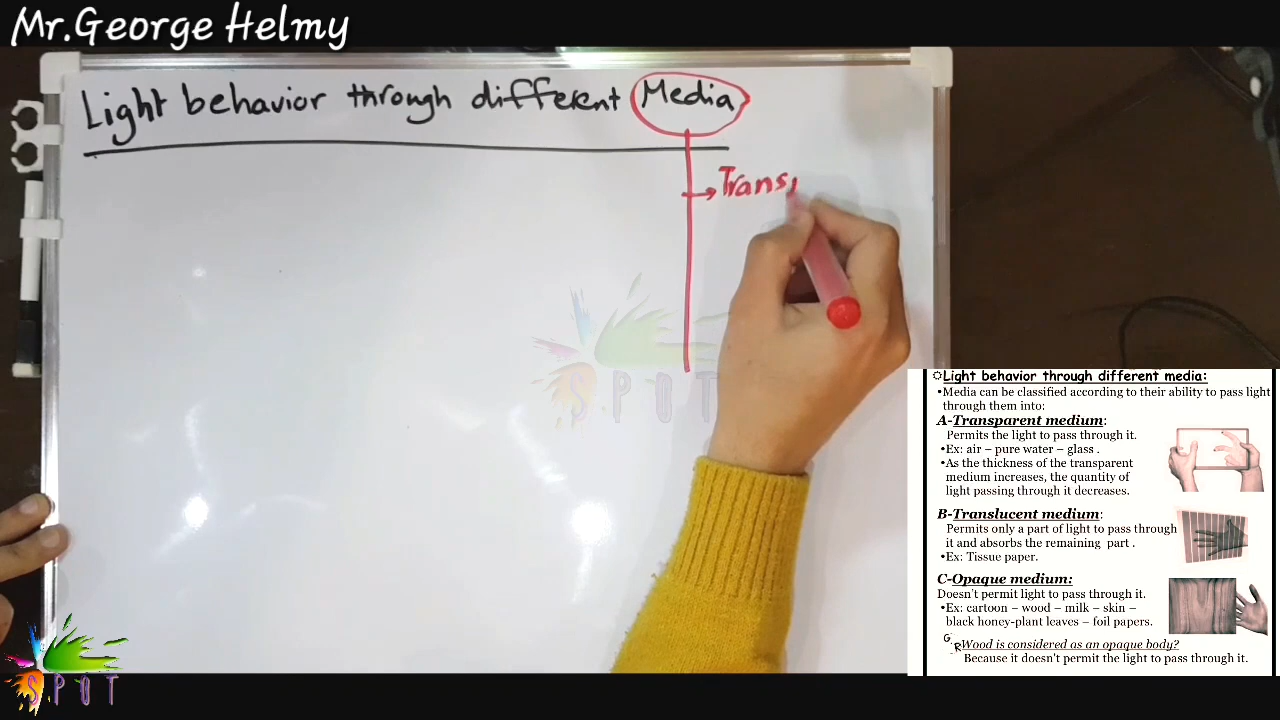 Mr.George Helmy
Light behavior through different Media
Trans
SPOT
Light behavior through different media:
•Media can be classified according to their ability to pass light
through them into:
A-Transparent medium:
Permits the light to pass through it.
•Ex: air – pure water – glass .
•As the thickness of the transparent
medium increases, the quantity of
light passing through it decreases.
B-Translucent medium:
Permits only a part of light to pass through
it and absorbs the remaining part .
•Ex: Tissue paper.
C-Opaque medium:
Doesn't permit light to pass through it.
•Ex: cartoon – wood – milk – skin –
black honey-plant leaves – foil papers.
G.R Wood is considered as an opaque body?
Because it doesn't permit the light to pass through it.
SPOT